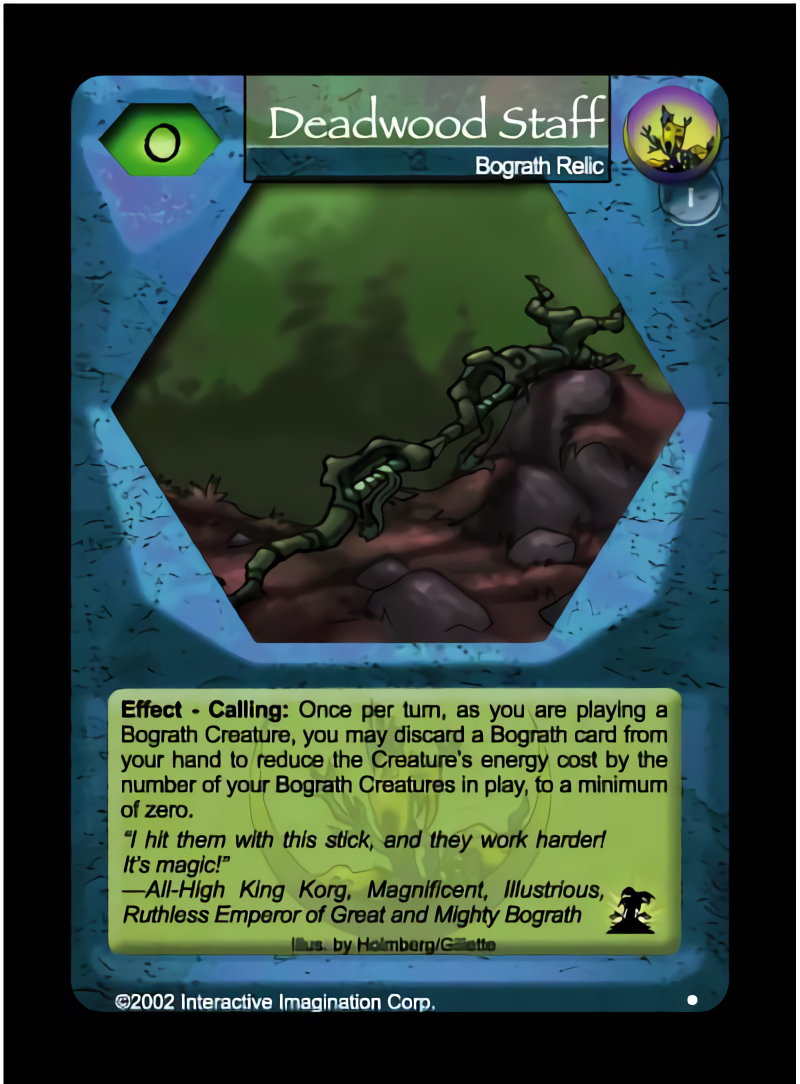 0
Deadwood Staff
Bograth Relic
I
Effect - Calling: Once per turn, as you are playing a
Bograth Creature, you may discard a Bograth card from
your hand to reduce the Creature's energy cost by the
number of your Bograth Creatures in play, to a minimum
of zero.
"I hit them with this stick, and they work harder!
It's magic!"
—All-High King Korg, Magnificent, Illustrious,
Ruthless Emperor of Great and Mighty Bograth
Illus. by Holmberg/Gillette
©2002 Interactive Imagination Corp.